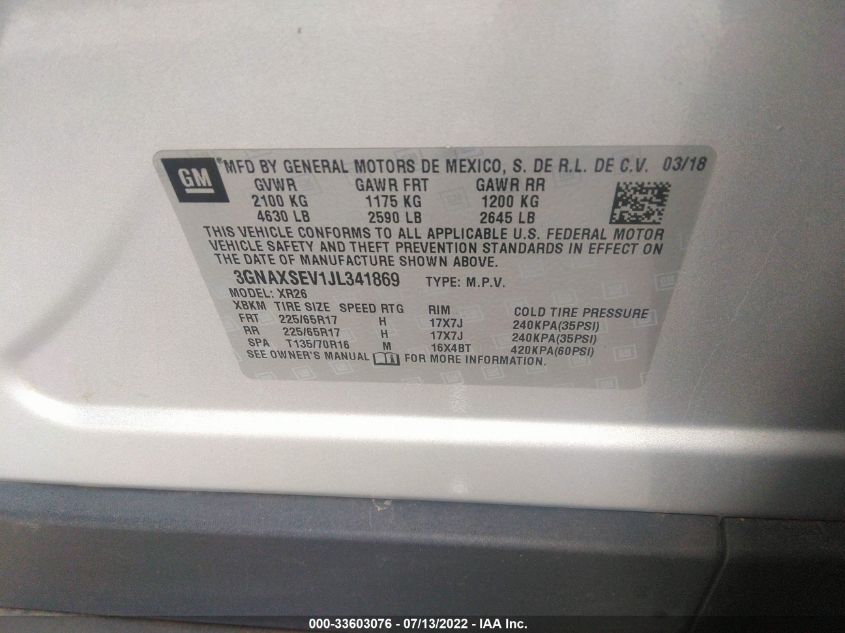 GM ® MFD BY GENERAL MOTORS DE MEXICO, S. DE R.L. DE C.V. 03/18
GVWR GAWR FRT GAWR RR
2100 KG 1175 KG 1200 KG
4630 LB 2590 LB 2645 LB
THIS VEHICLE CONFORMS TO ALL APPLICABLE U.S. FEDERAL MOTOR
VEHICLE SAFETY AND THEFT PREVENTION STANDARDS IN EFFECT ON
THE DATE OF MANUFACTURE SHOWN ABOVE.
3GNAXSEV1JL341869 TYPE: M.P.V.
MODEL: XR26
XBKM TIRE SIZE SPEED RTG RIM COLD TIRE PRESSURE
FRT 225/65R17 H 17X7J 240KPA(35PSI)
RR 225/65R17 H 17X7J 240KPA(35PSI)
SPA T135/70R16 M 16X4BT 420KPA(60PSI)
SEE OWNER'S MANUAL FOR MORE INFORMATION.
000-33603076 - 07/13/2022 - IAA Inc.